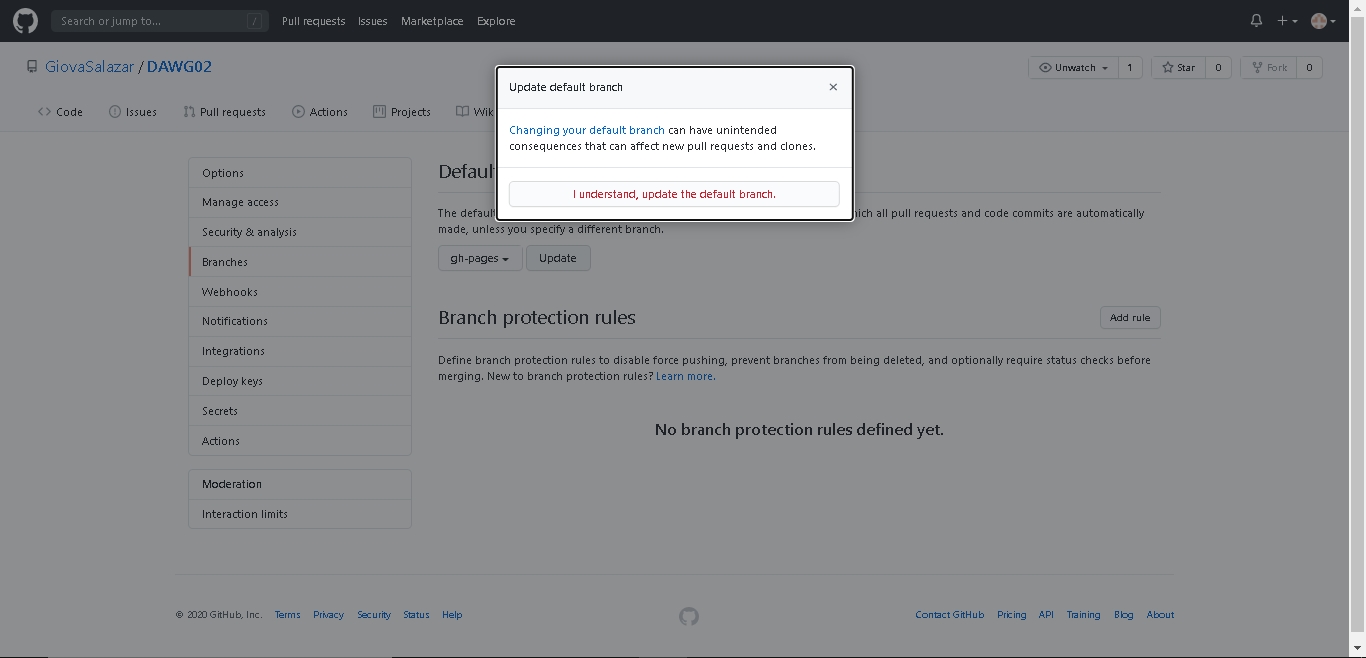 Search or jump to...
/
Pull requests Issues Marketplace Explore
GiovaSalazar / DAWG02
Unwatch 1 Star 0 Fork 0
Code Issues Pull requests Actions Projects Wik
Update default branch
×
Changing your default branch can have unintended
consequences that can affect new pull requests and clones.
I understand, update the default branch.
Options
Manage access
Security & analysis
Branches
Webhooks
Notifications
Integrations
Deploy keys
Secrets
Actions
Moderation
Interaction limits
Defaul
The default hich all pull requests and code commits are automatically
made, unless you specify a different branch.
gh-pages Update
Branch protection rules
Add rule
Define branch protection rules to disable force pushing, prevent branches from being deleted, and optionally require status checks before
merging. New to branch protection rules? Learn more.
No branch protection rules defined yet.
© 2020 GitHub, Inc. Terms Privacy Security Status Help
Contact GitHub Pricing API Training Blog About